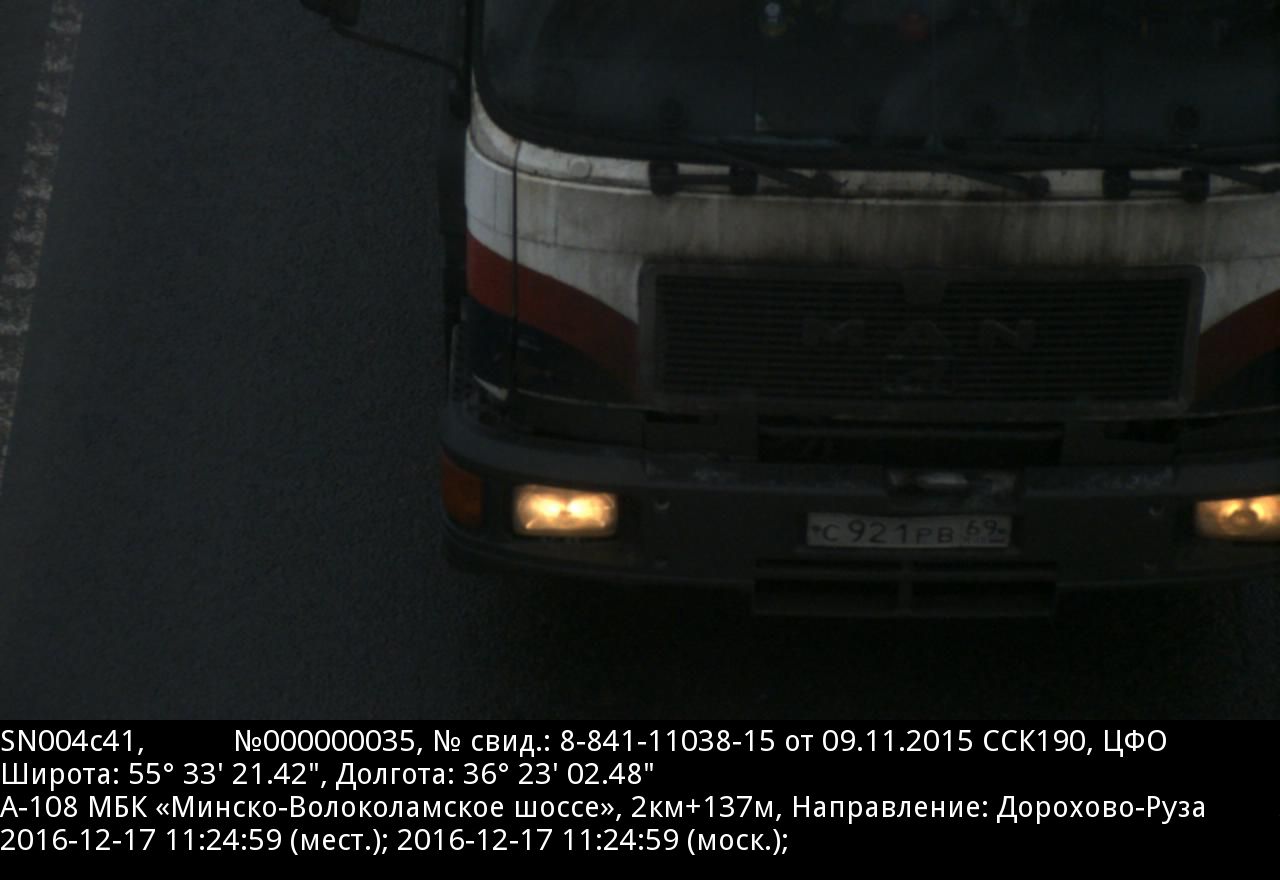 MAN
С921РВ 69
SN004c41, №000000035, № свид.: 8-841-11038-15 от 09.11.2015 ССК190, ЦФО
Широта: 55° 33' 21.42", Долгота: 36° 23' 02.48"
А-108 МБК «Минско-Волоколамское шоссе», 2км+137м, Направление: Дорохово-Руза
2016-12-17 11:24:59 (мест.); 2016-12-17 11:24:59 (моск.);